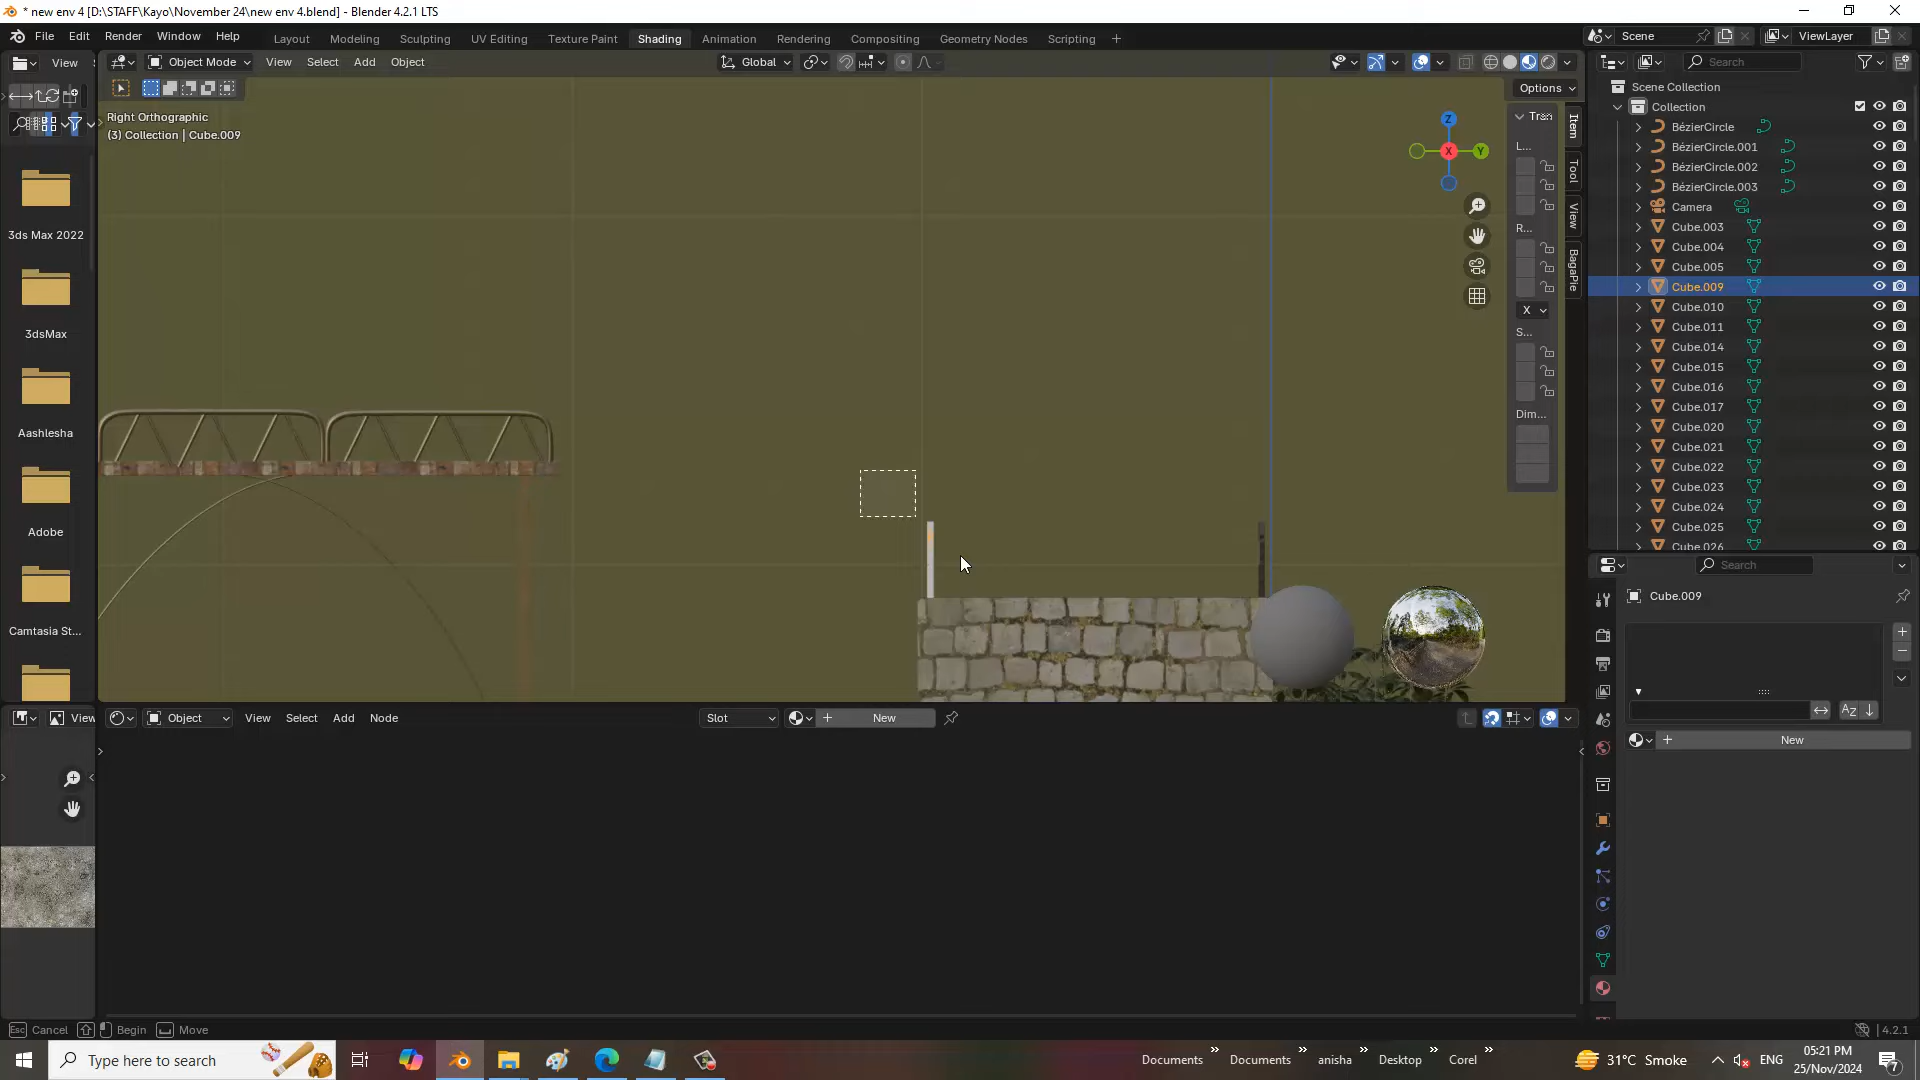 * new env 4 [D:\STAFF\Kayo\November 24\new env 4.blend] - Blender 4.2.1 LTS
File Edit Render Window Help
Layout Modeling Sculpting UV Editing Texture Paint Shading Animation Rendering Compositing Geometry Nodes Scripting +
Scene
ViewLayer
View
Object Mode View Select Add Object
Global
Search
Options
Right Orthographic
(3) Collection | Cube.009
Z
X
Y
Tran
L...
R...
X
S...
Dim...
Item
Tool
View
BagaPie
3ds Max 2022
3dsMax
Aashlesha
Adobe
Camtasia St...
Scene Collection
Collection
BézierCircle
BézierCircle.001
BézierCircle.002
BézierCircle.003
Camera
Cube.003
Cube.004
Cube.005
Cube.009
Cube.010
Cube.011
Cube.014
Cube.015
Cube.016
Cube.017
Cube.020
Cube.021
Cube.022
Cube.023
Cube.024
Cube.025
Cube.026
Search
Cube.009
New
View
Object View Select Add Node
Slot
New
Esc Cancel Begin Move
4.2.1
Type here to search
Documents
Documents
anisha
Desktop
Corel
31°C Smoke
ENG
05:21 PM
25/Nov/2024
7